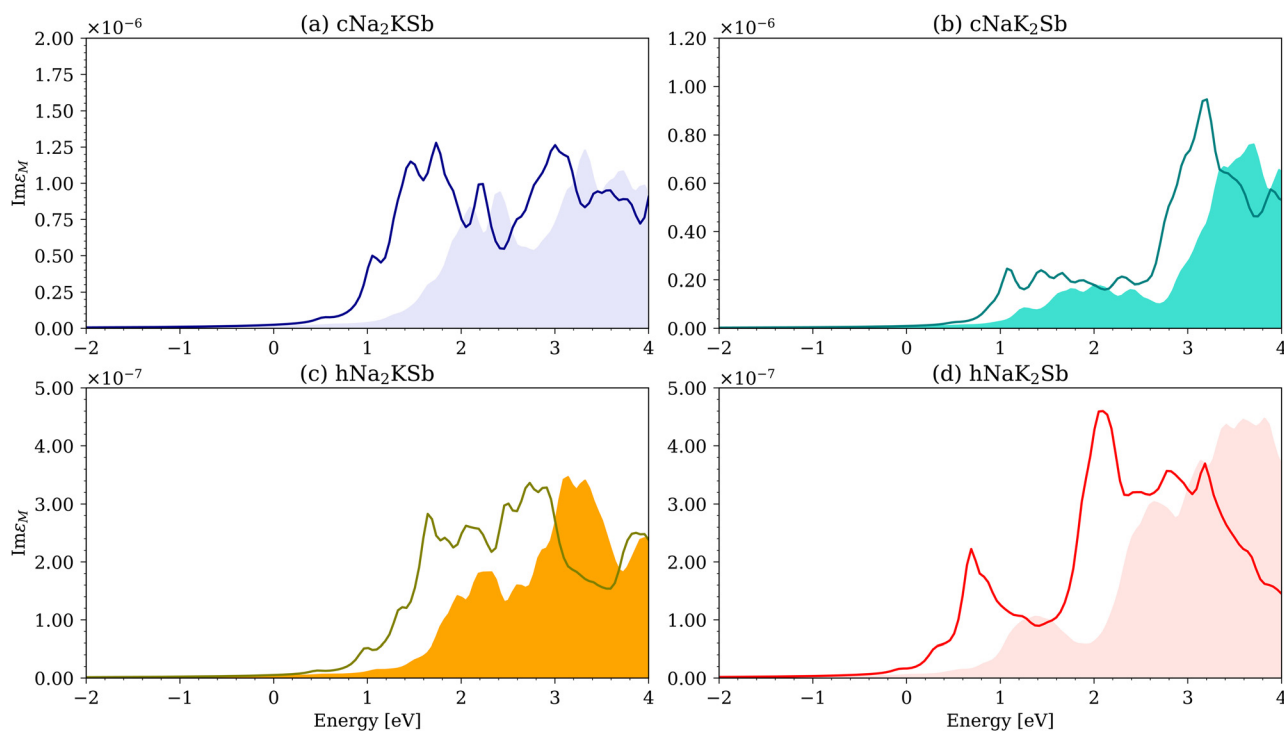 (a) cNa₂KSb
×10⁻⁶
2.00
1.75
1.50
1.25
1.00
0.75
0.50
0.25
0.00
Imε_M
−2 −1 0 1 2 3 4
(b) cNaK₂Sb
×10⁻⁶
1.20
1.00
0.80
0.60
0.40
0.20
0.00
−2 −1 0 1 2 3 4
(c) hNa₂KSb
×10⁻⁷
5.00
4.00
3.00
2.00
1.00
0.00
Imε_M
−2 −1 0 1 2 3 4
Energy [eV]
(d) hNaK₂Sb
×10⁻⁷
5.00
4.00
3.00
2.00
1.00
0.00
−2 −1 0 1 2 3 4
Energy [eV]